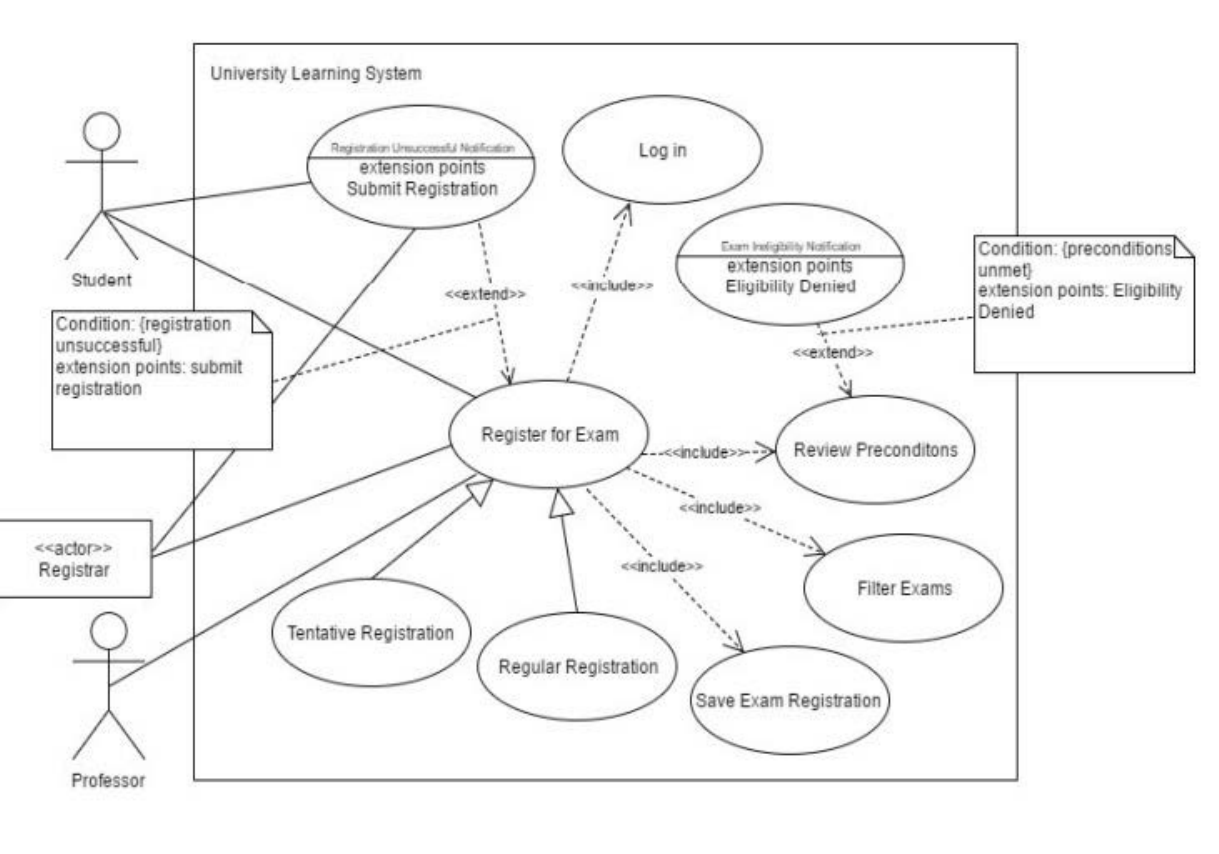 University Learning System
Registration Unsuccessful Notification
extension points
Submit Registration
Log in
Exam Ineligibility Notification
extension points
Eligibility Denied
Condition: {preconditions
unmet}
extension points: Eligibility
Denied
Student
<<extend>>
<<include>>
Condition: {registration
unsuccessful}
extension points: submit
registration
<<extend>>
Register for Exam
<<include>>
Review Preconditons
<<include>>
<<actor>>
Registrar
<<include>>
Filter Exams
Tentative Registration
Regular Registration
Save Exam Registration
Professor